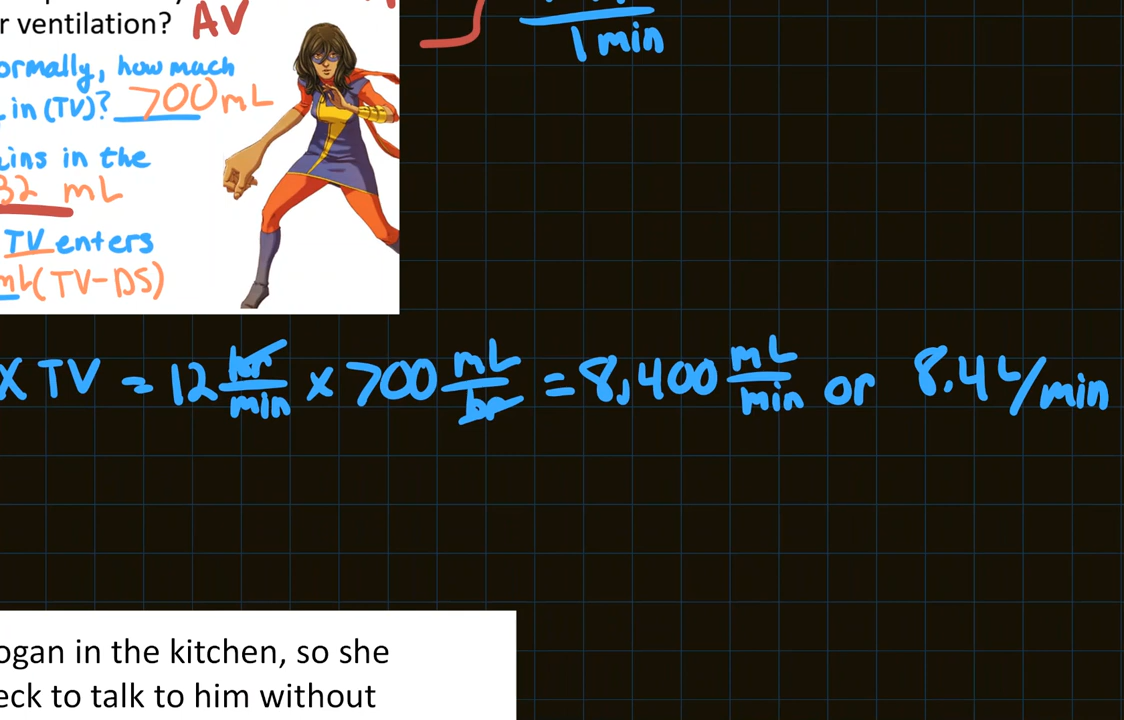 r ventilation? AV
1 min
ormally, how much
in (TV)? 700 mL
ins in the
32 mL
TV enters
mL (TV-DS)
x TV = 12 br/min x 700 mL/br = 8,400 mL/min or 8.4 L/min
ogan in the kitchen, so she
eck to talk to him without